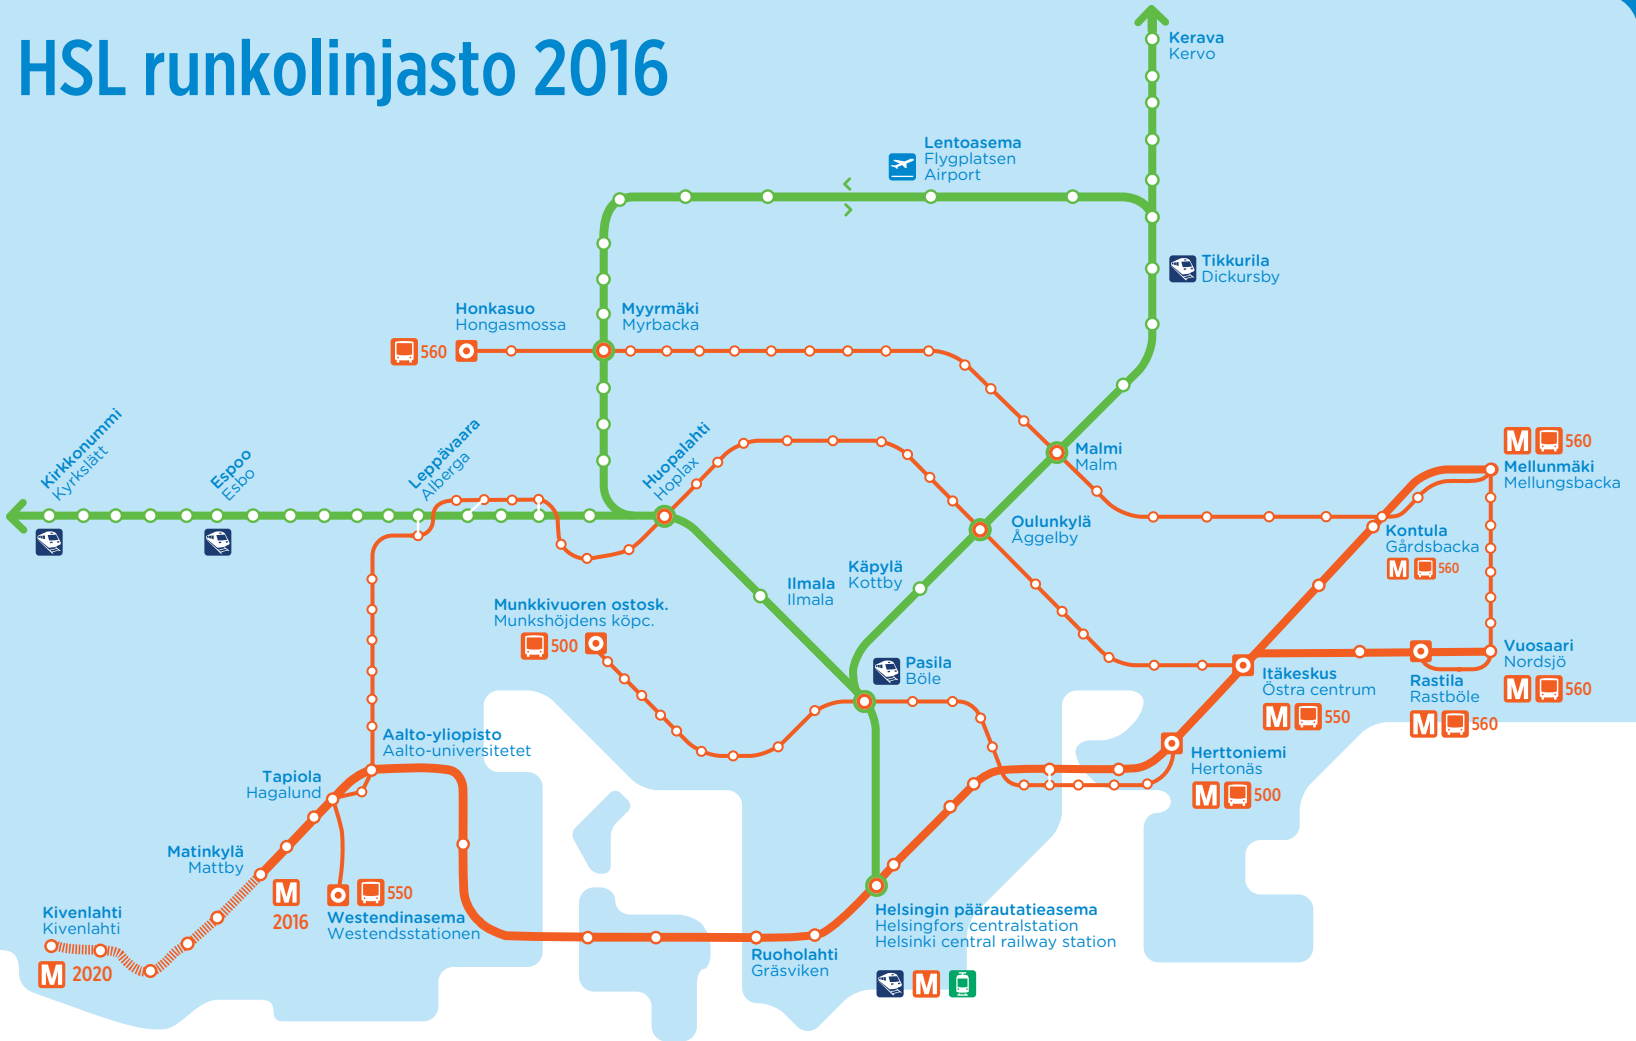 HSL runkolinjasto 2016
Kerava
Kervo
Lentoasema
Flygplatsen
Airport
Tikkurila
Dickursby
Honkasuo
Hongasmossa
560
Myyrmäki
Myrbacka
Kirkkonummi
Kyrkslätt
Espoo
Esbo
Leppävaara
Alberga
Huopalahti
Hoplax
Malmi
Malm
M 560
Mellunmäki
Mellungsbacka
Oulunkylä
Åggelby
Kontula
Gårdsbacka
M 560
Käpylä
Kottby
Ilmala
Ilmala
Munkkivuoren ostosk.
Munkshöjdens köpc.
500
Pasila
Böle
Vuosaari
Nordsjö
M 560
Itäkeskus
Östra centrum
M 550
Rastila
Rastböle
M 560
Aalto-yliopisto
Aalto-universitetet
Herttoniemi
Hertonäs
M 500
Tapiola
Hagalund
Matinkylä
Mattby
M
2016
550
Westendinasema
Westendsstationen
Kivenlahti
Kivenlahti
M 2020
Helsingin päärautatieasema
Helsingfors centralstation
Helsinki central railway station
M
Ruoholahti
Gräsviken